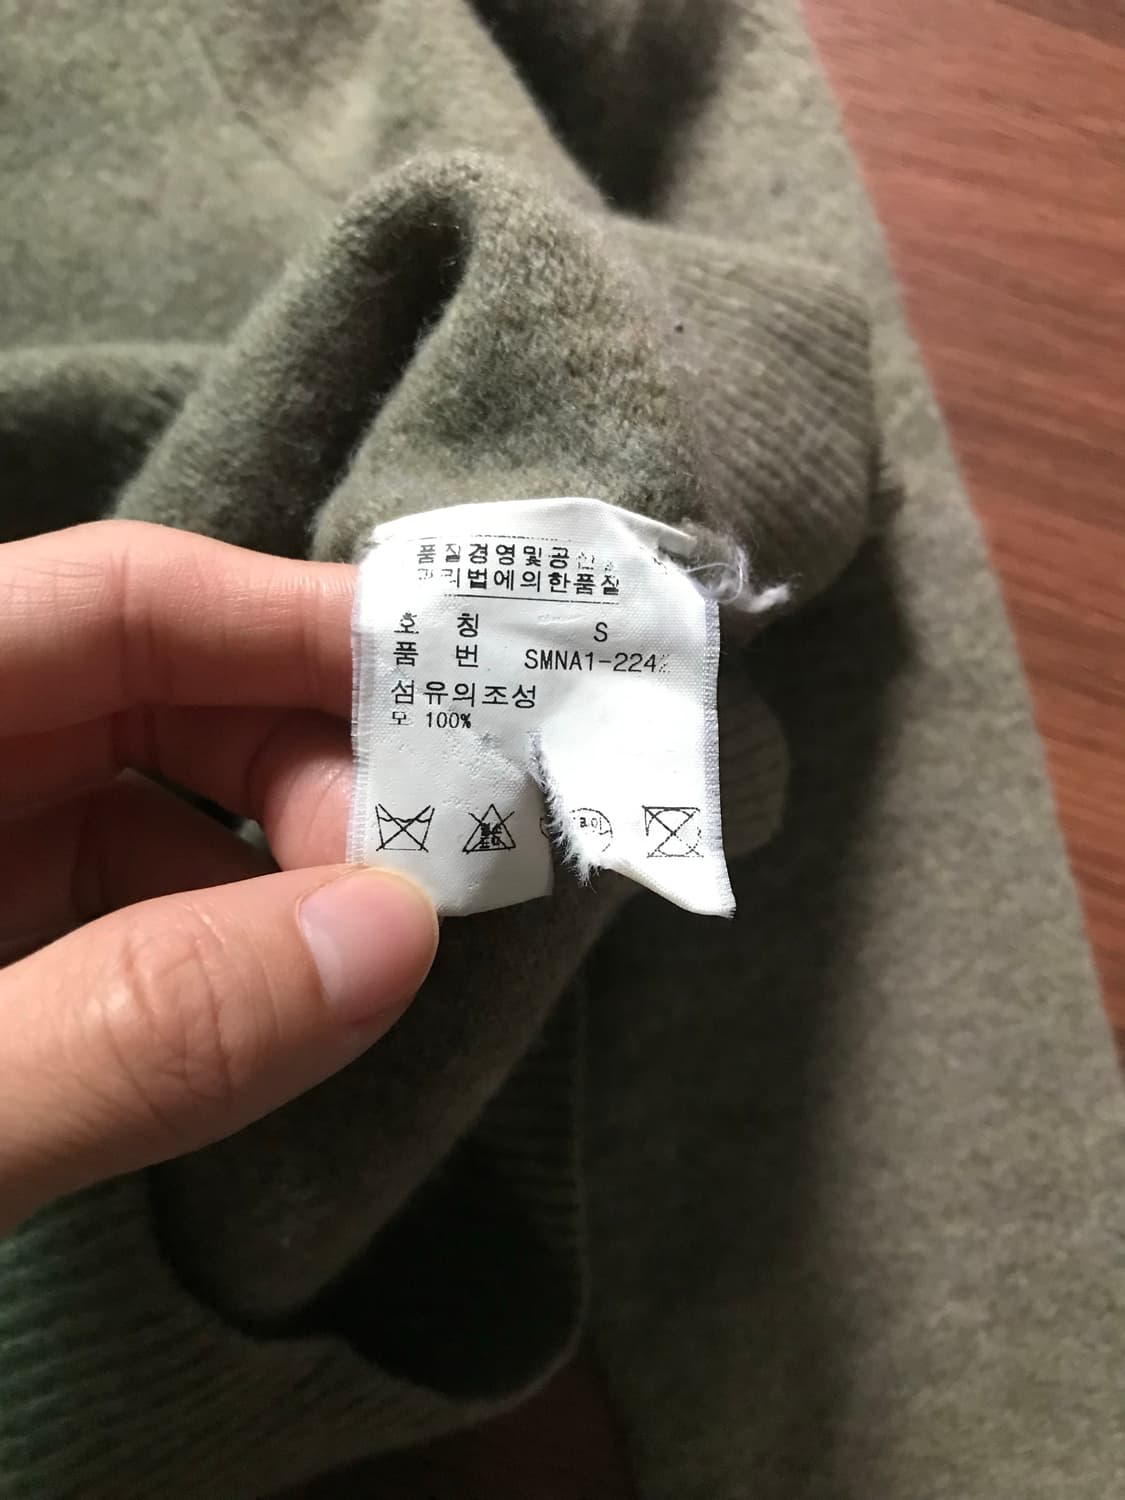 품질경영및공산
관리법에의한품질
호 칭 S
품 번 SMNA1-224
섬유의조성
모 100%